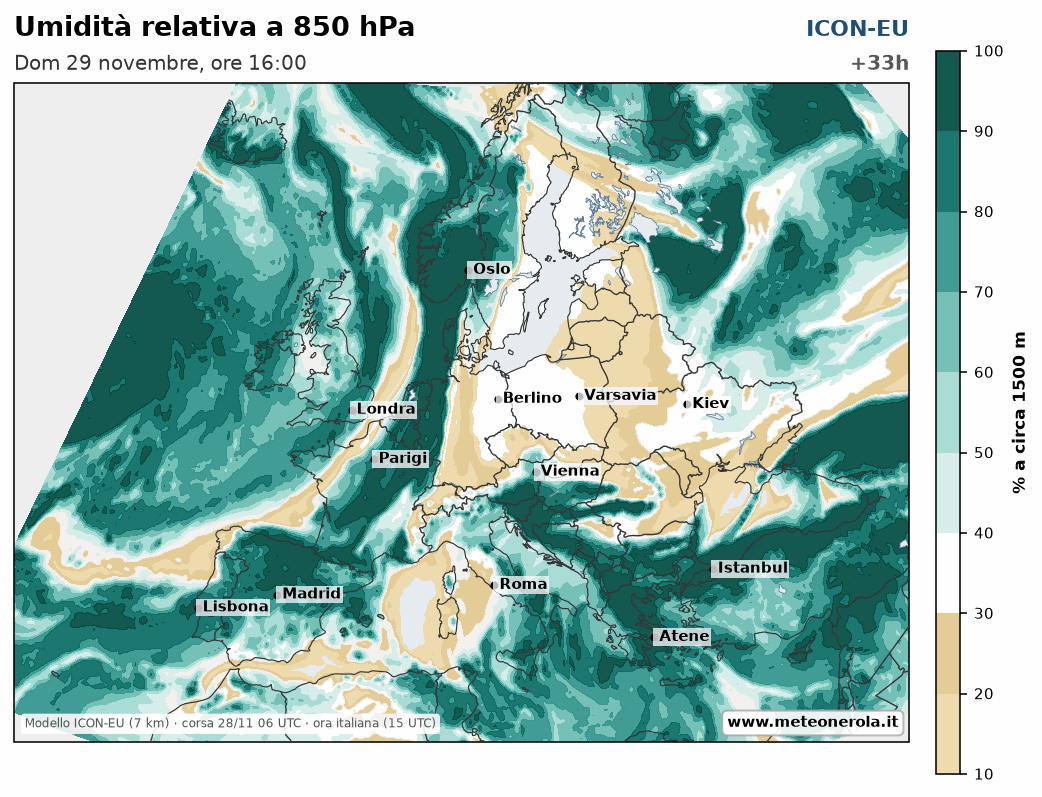 Umidità relativa a 850 hPa
ICON-EU
Dom 29 novembre, ore 16:00
+33h
100
90
80
70
60
50
40
30
20
10
% a circa 1500 m
Oslo
Berlino
Varsavia
Kiev
Londra
Parigi
Vienna
Istanbul
Roma
Madrid
Lisbona
Atene
Modello ICON-EU (7 km) · corsa 28/11 06 UTC · ora italiana (15 UTC)
www.meteonerola.it